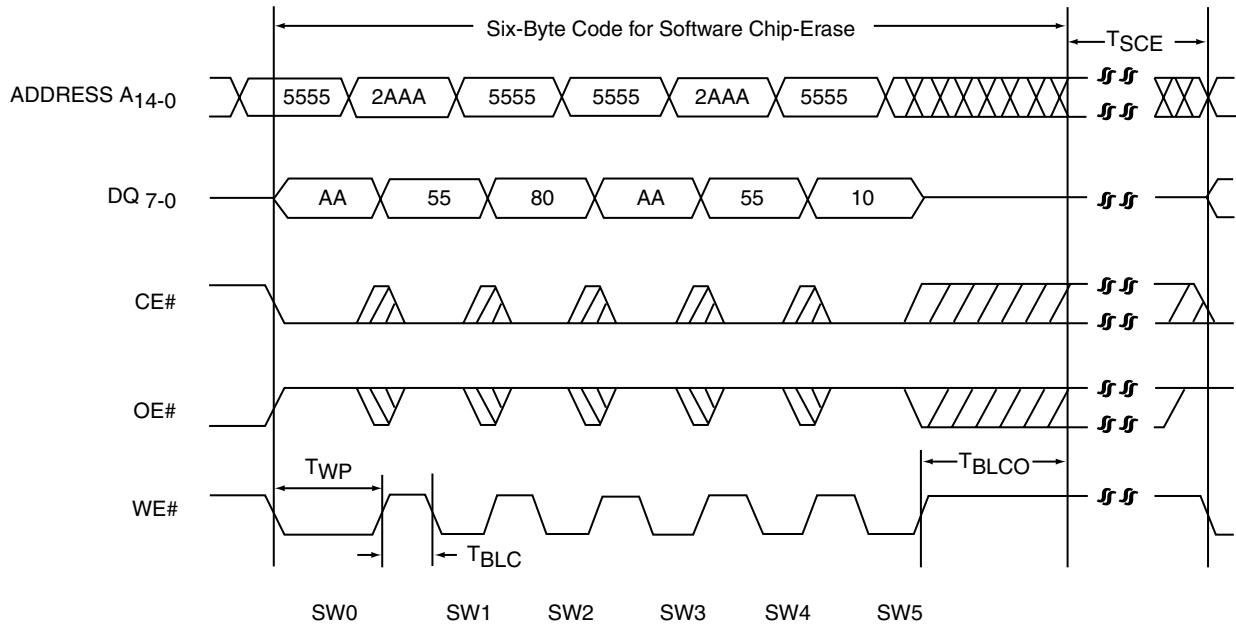 Six-Byte Code for Software Chip-Erase
TSCE
ADDRESS A14-0
5555 2AAA 5555 5555 2AAA 5555
DQ 7-0
AA 55 80 AA 55 10
CE#
OE#
TWP
TBLCO
WE#
TBLC
SW0 SW1 SW2 SW3 SW4 SW5